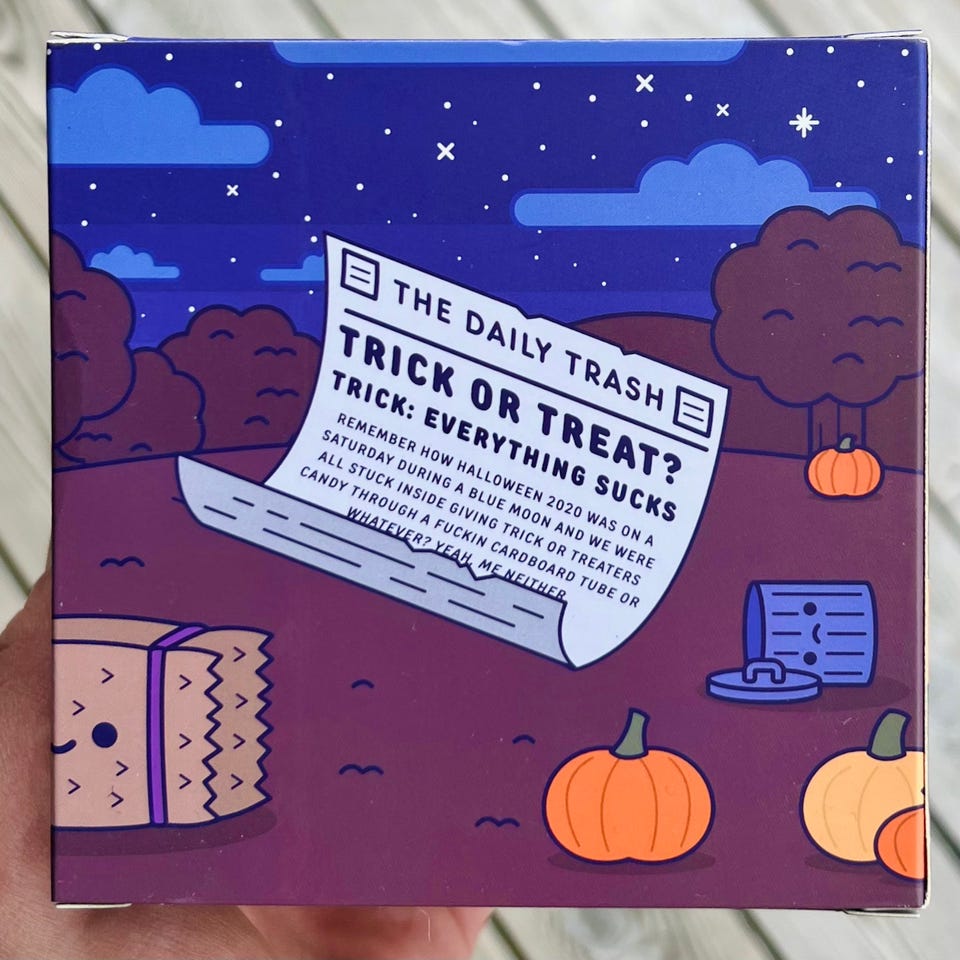 THE DAILY TRASH
TRICK OR TREAT?
TRICK: EVERYTHING SUCKS
REMEMBER HOW HALLOWEEN 2020 WAS ON A
SATURDAY DURING A BLUE MOON AND WE WERE
ALL STUCK INSIDE GIVING TRICK OR TREATERS
CANDY THROUGH A FUCKIN CARDBOARD TUBE OR
WHATEVER? YEAH, ME NEITHER.